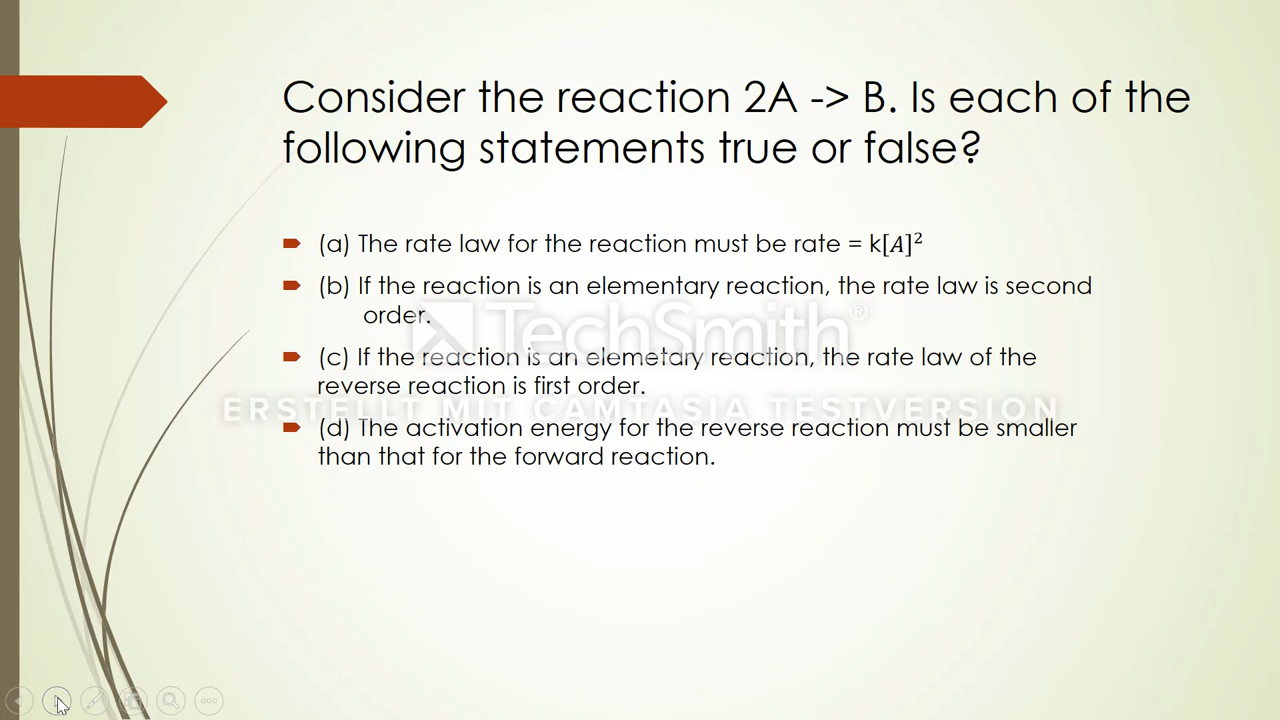 Consider the reaction 2A -> B. Is each of the
following statements true or false?
(a) The rate law for the reaction must be rate = k[A]²
(b) If the reaction is an elementary reaction, the rate law is second
order.
TechSmith®
(c) If the reaction is an elemetary reaction, the rate law of the
reverse reaction is first order.
ERSTELLT MIT CAMTASIA TESTVERSION
(d) The activation energy for the reverse reaction must be smaller
than that for the forward reaction.